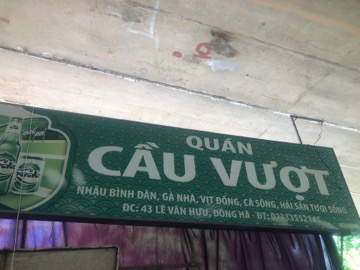 QUÁN
CẦU VƯỢT
NHẬU BÌNH DÂN, GÀ NHÀ, VỊT ĐỒNG, CÁ SÔNG, HẢI SẢN TƯƠI SỐNG
ĐC: 43 LÊ VĂN HƯU, ĐÔNG HÀ - ĐT: